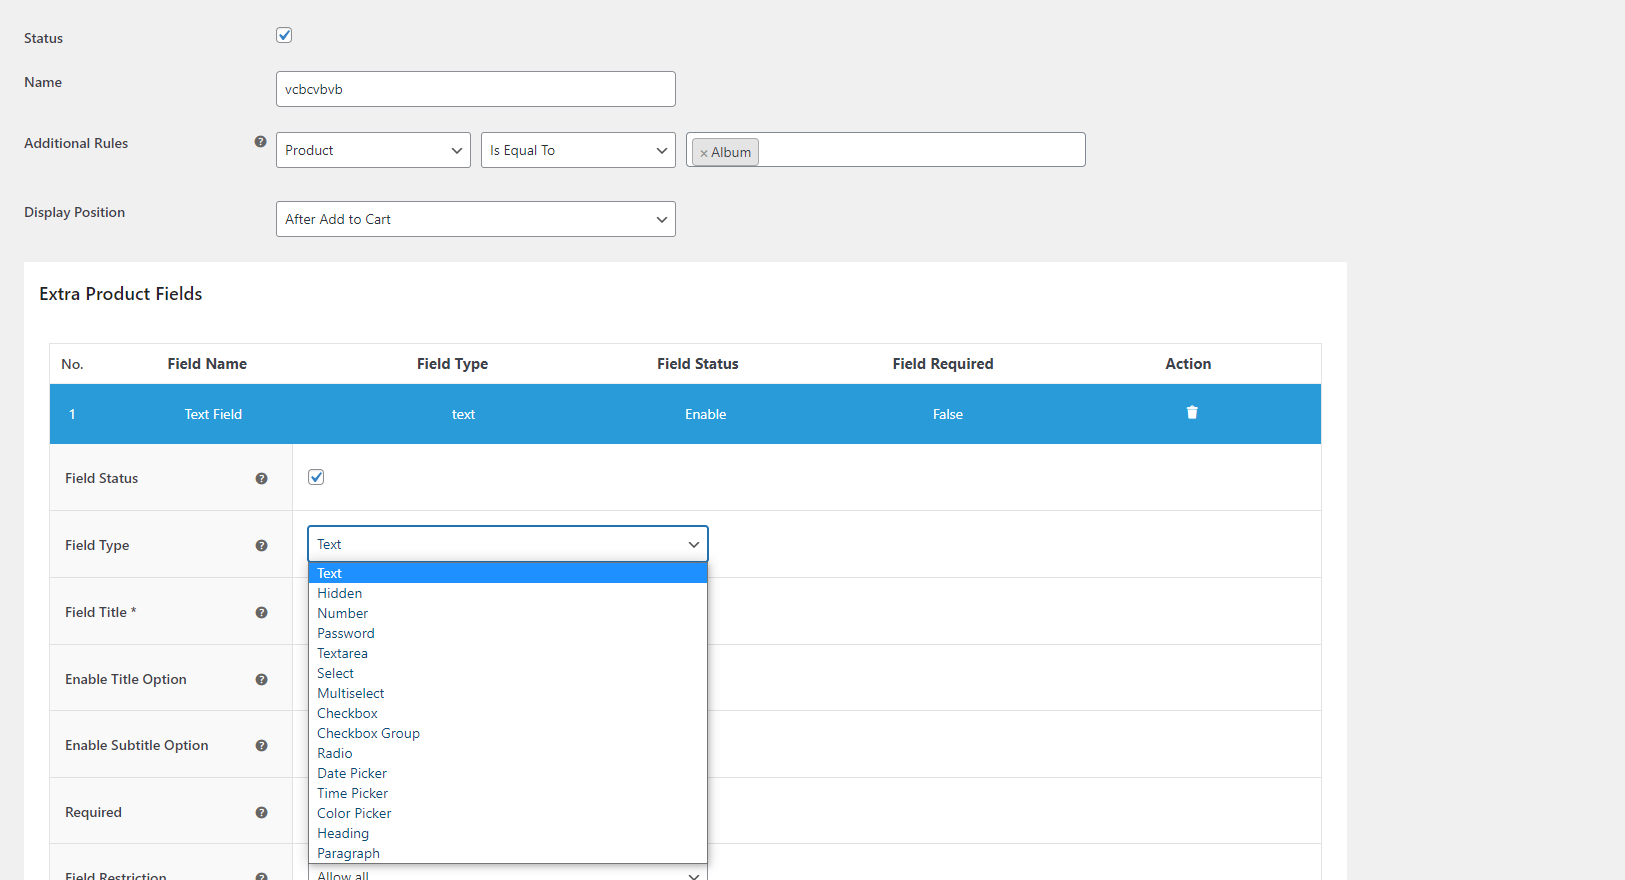 Status
Name
vcbcvbvb
Additional Rules
Product
Is Equal To
× Album
Display Position
After Add to Cart
Extra Product Fields
No. Field Name Field Type Field Status Field Required Action
1 Text Field text Enable False
Field Status
Field Type
Text
Text
Hidden
Number
Password
Textarea
Select
Multiselect
Checkbox
Checkbox Group
Radio
Date Picker
Time Picker
Color Picker
Heading
Paragraph
Field Title *
Enable Title Option
Enable Subtitle Option
Required
Field Restriction
Allow all